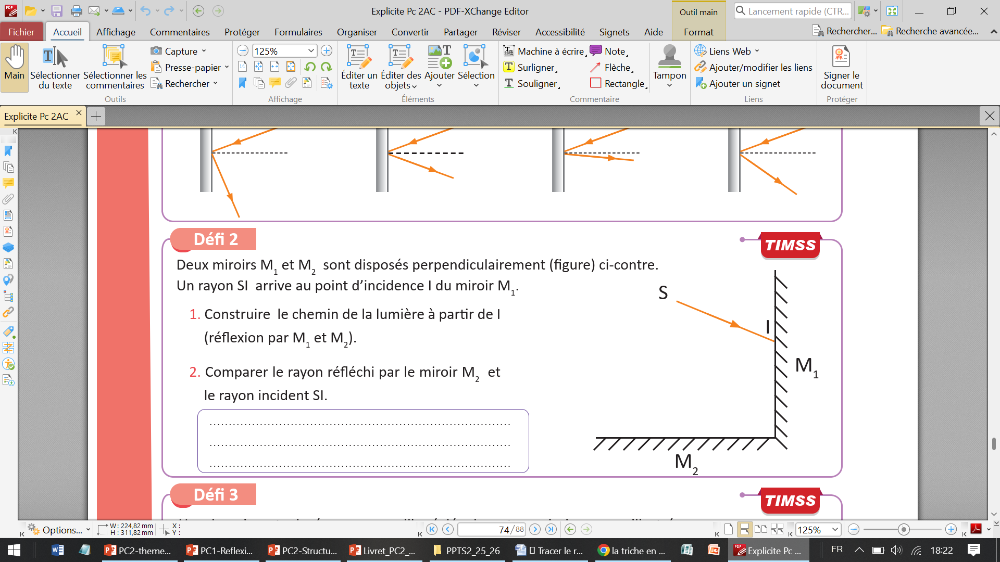 Explicite Pc 2AC - PDF-XChange Editor
Outil main
Lancement rapide (CTR...
Fichier
Accueil
Affichage
Commentaires
Protéger
Formulaires
Organiser
Convertir
Partager
Réviser
Accessibilité
Signets
Aide
Format
Rechercher...
Recherche avancée...
Main
Sélectionner du texte
Sélectionner les commentaires
Capture
Presse-papier
Rechercher
Outils
125%
Affichage
Éditer un texte
Éditer des objets
Ajouter
Sélection
Éléments
Machine à écrire
Surligner
Souligner
Note
Flèche
Rectangle
Commentaire
Tampon
Liens Web
Ajouter/modifier les liens
Ajouter un signet
Liens
Signer le document
Protéger
Explicite Pc 2AC
Défi 2
TIMSS
Deux miroirs M1 et M2 sont disposés perpendiculairement (figure) ci-contre.
Un rayon SI arrive au point d’incidence I du miroir M1.
1. Construire le chemin de la lumière à partir de I
(réflexion par M1 et M2).
2. Comparer le rayon réfléchi par le miroir M2 et
le rayon incident SI.
S
I
M1
M2
Défi 3
TIMSS
Options...
W: 224,82 mm
H: 311,82 mm
X:
Y:
74/88
125%
PC2-theme...
PC1-Reflexi...
PC2-Structu...
Livret_PC2_...
PPTS2_25_26
Tracer le r...
la triche en ...
Explicite Pc ...
FR
18:22